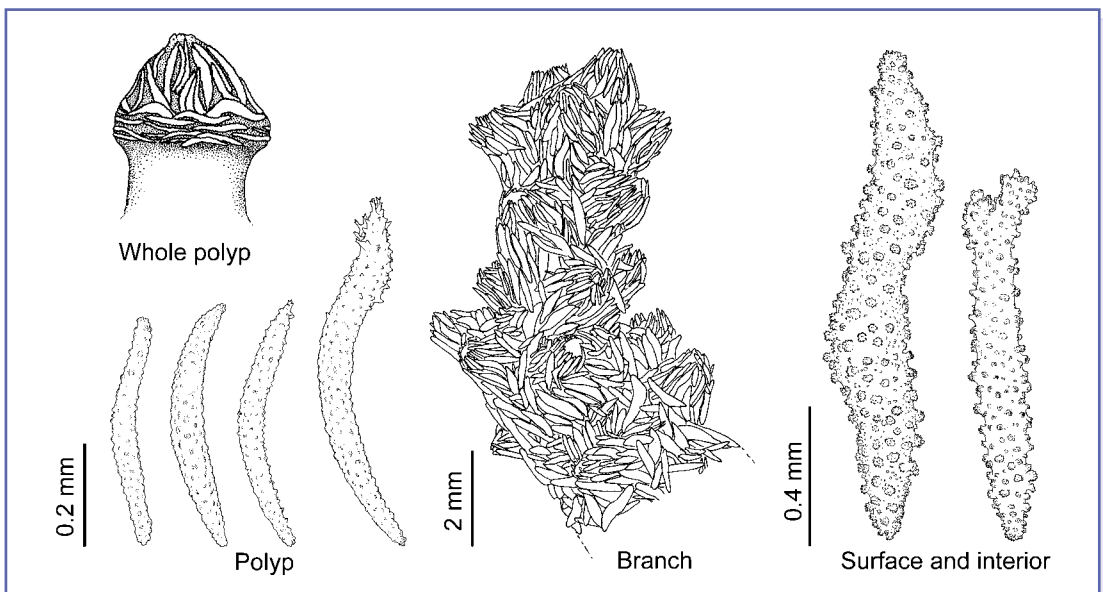 Whole polyp
0.2 mm
Polyp
2 mm
Branch
0.4 mm
Surface and interior